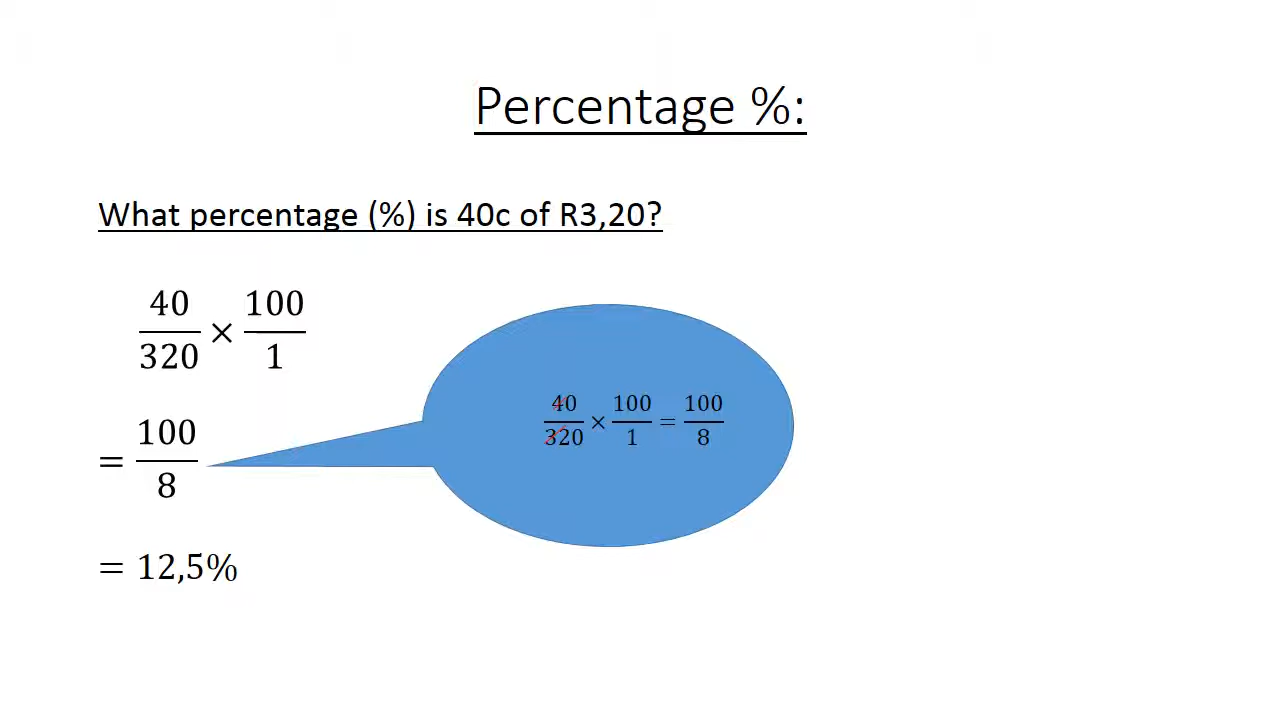 Percentage %:
What percentage (%) is 40c of R3,20?
40/320 × 100/1
= 100/8
40/320 × 100/1 = 100/8
= 12,5%